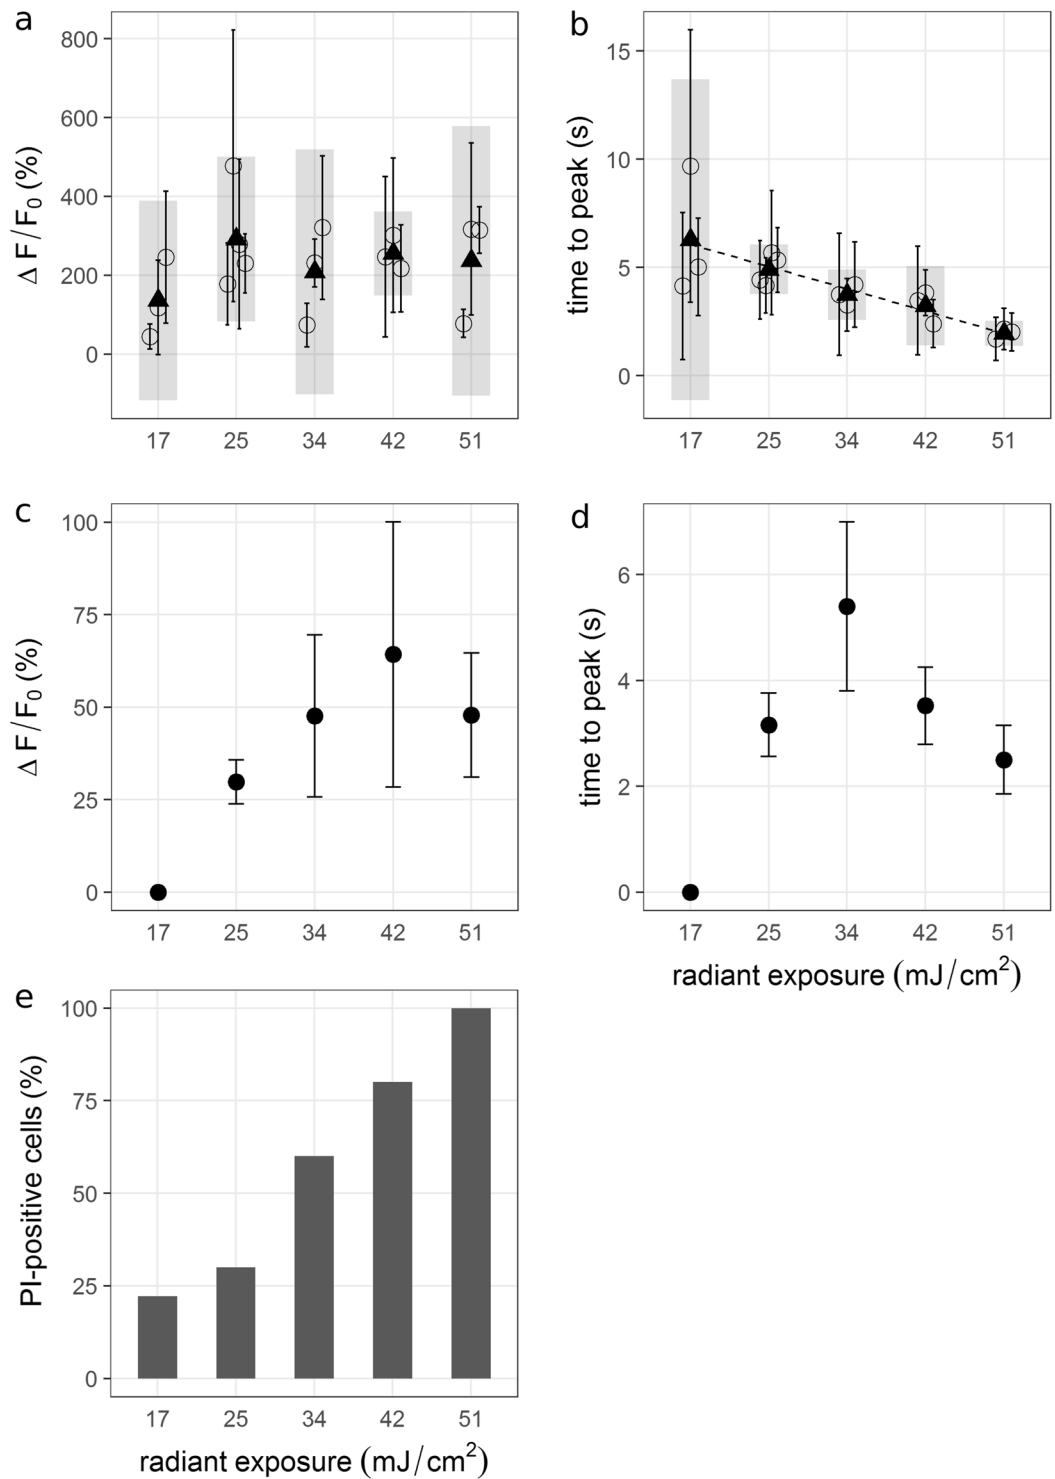 a
Δ F/F0 (%)
800
600
400
200
0
17 25 34 42 51
b
time to peak (s)
15
10
5
0
17 25 34 42 51
c
Δ F/F0 (%)
100
75
50
25
0
17 25 34 42 51
d
time to peak (s)
6
4
2
0
17 25 34 42 51
radiant exposure (mJ/cm2)
e
PI-positive cells (%)
100
75
50
25
0
17 25 34 42 51
radiant exposure (mJ/cm2)